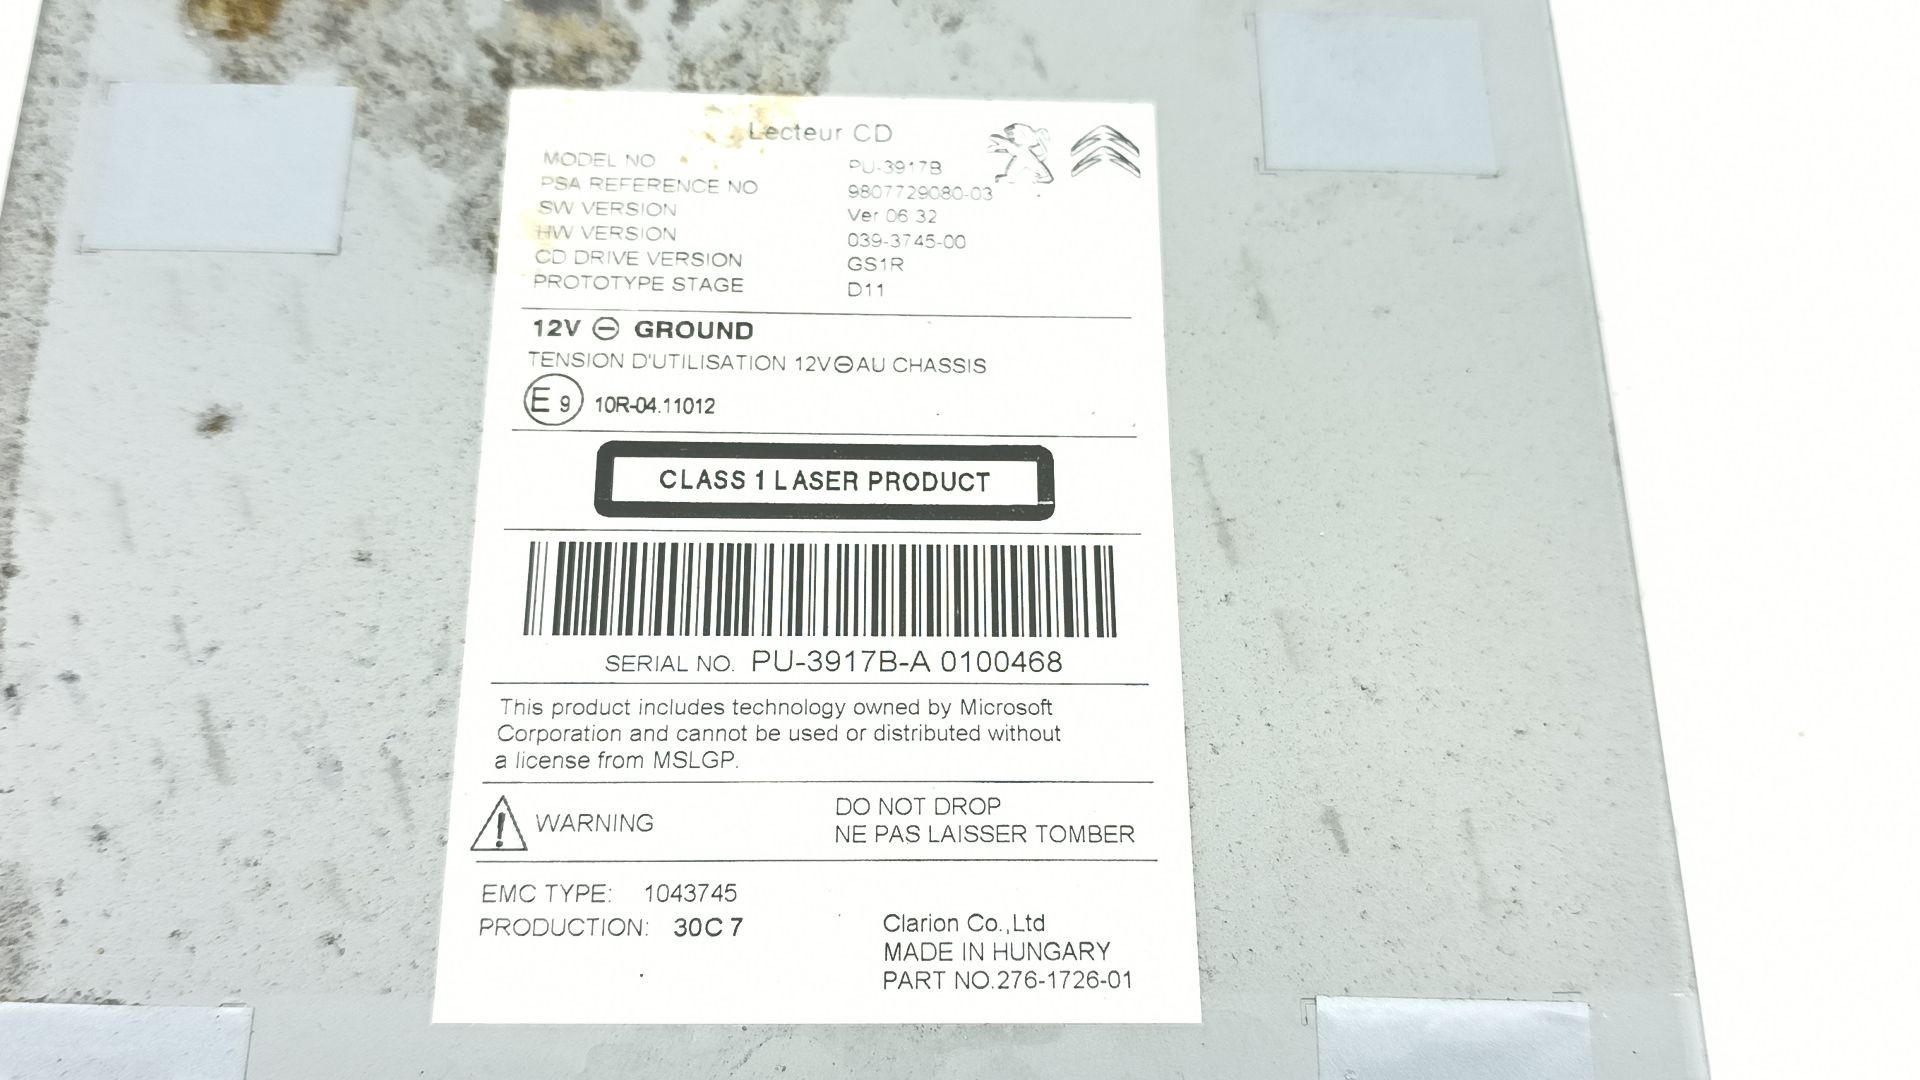 Lecteur CD
MODEL NO PU-3917B
PSA REFERENCE NO 9807729080-03
SW VERSION Ver 06 32
HW VERSION 039-3745-00
CD DRIVE VERSION GS1R
PROTOTYPE STAGE D11
12V ⊖ GROUND
TENSION D'UTILISATION 12V⊖AU CHASSIS
E 9 10R-04.11012
CLASS 1 LASER PRODUCT
SERIAL NO. PU-3917B-A 0100468
This product includes technology owned by Microsoft
Corporation and cannot be used or distributed without
a license from MSLGP.
WARNING
DO NOT DROP
NE PAS LAISSER TOMBER
EMC TYPE: 1043745
PRODUCTION: 30C 7
Clarion Co.,Ltd
MADE IN HUNGARY
PART NO.276-1726-01